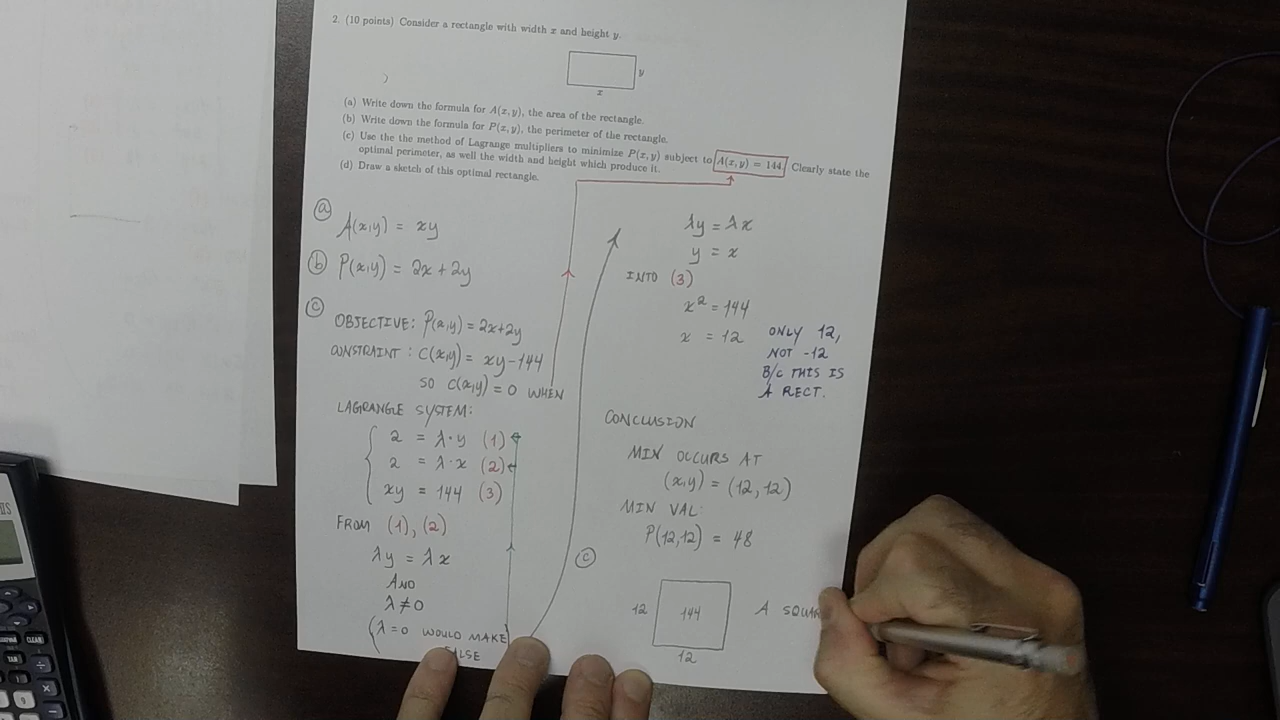 2. (10 points) Consider a rectangle with width x and height y.
y
x
(a) Write down the formula for A(x, y), the area of the rectangle.
(b) Write down the formula for P(x, y), the perimeter of the rectangle.
(c) Use the the method of Lagrange multipliers to minimize P(x, y) subject to A(x, y) = 144. Clearly state the
optimal perimeter, as well the width and height which produce it.
(d) Draw a sketch of this optimal rectangle.
(a)
A(x,y) = xy
(b) P(x,y) = 2x + 2y
(c)
OBJECTIVE: P(x,y) = 2x+2y
CONSTRAINT: C(x,y) = xy-144
SO C(x,y) = 0 WHEN
LAGRANGE SYSTEM:
2 = λ·y (1)
2 = λ·x (2)
xy = 144 (3)
FROM (1), (2)
λy = λx
AND
λ≠0
(λ=0 WOULD MAKE
λy = λx
y = x
INTO (3)
x² = 144
x = 12
ONLY 12,
NOT -12
B/C THIS IS
A RECT.
CONCLUSION
MIN OCCURS AT
(x,y) = (12, 12)
MIN VAL:
P(12,12) = 48
(c)
12
144
A
12
CLEAR
TAN